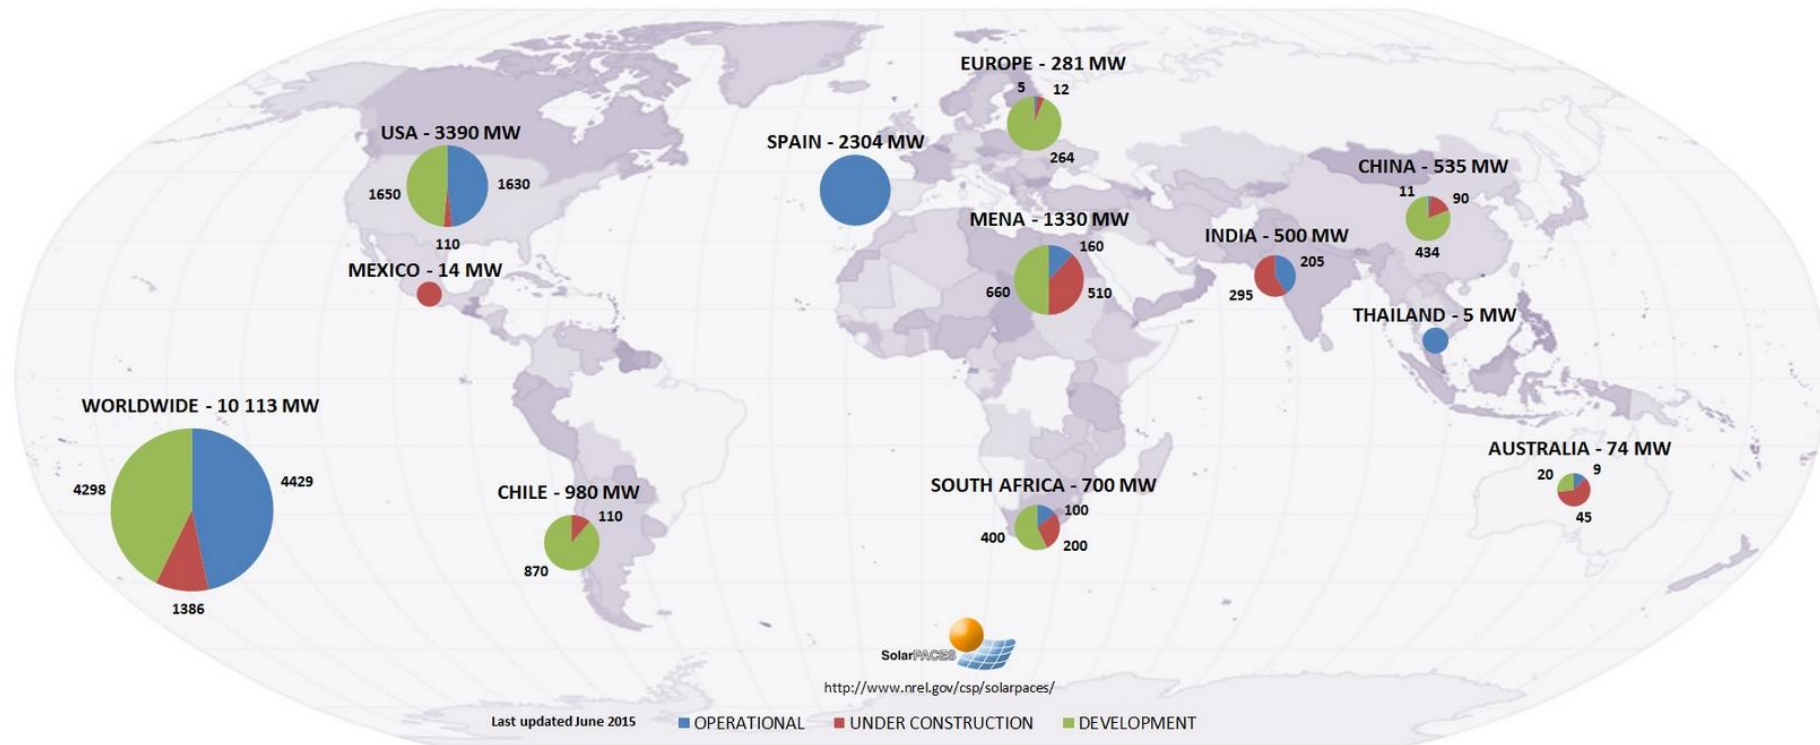 EUROPE - 281 MW
5
12
264
USA - 3390 MW
1650
1630
110
SPAIN - 2304 MW
CHINA - 535 MW
11
90
434
MENA - 1330 MW
160
660
510
INDIA - 500 MW
205
295
MEXICO - 14 MW
THAILAND - 5 MW
WORLDWIDE - 10 113 MW
4298
4429
1386
CHILE - 980 MW
110
870
SOUTH AFRICA - 700 MW
100
400
200
AUSTRALIA - 74 MW
20
9
45
SolarPACES
http://www.nrel.gov/csp/solarpaces/
Last updated June 2015
OPERATIONAL
UNDER CONSTRUCTION
DEVELOPMENT